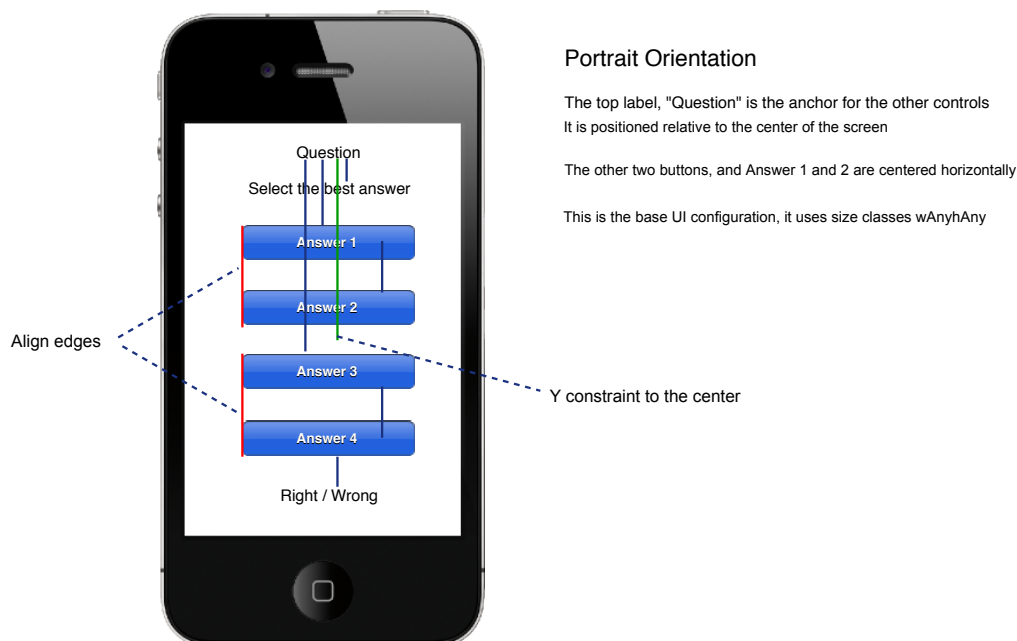 Portrait Orientation
The top label, "Question" is the anchor for the other controls
It is positioned relative to the center of the screen
The other two buttons, and Answer 1 and 2 are centered horizontally
This is the base UI configuration, it uses size classes wAnyhAny
Question
Select the best answer
Answer 1
Answer 2
Answer 3
Answer 4
Right / Wrong
Align edges
Y constraint to the center